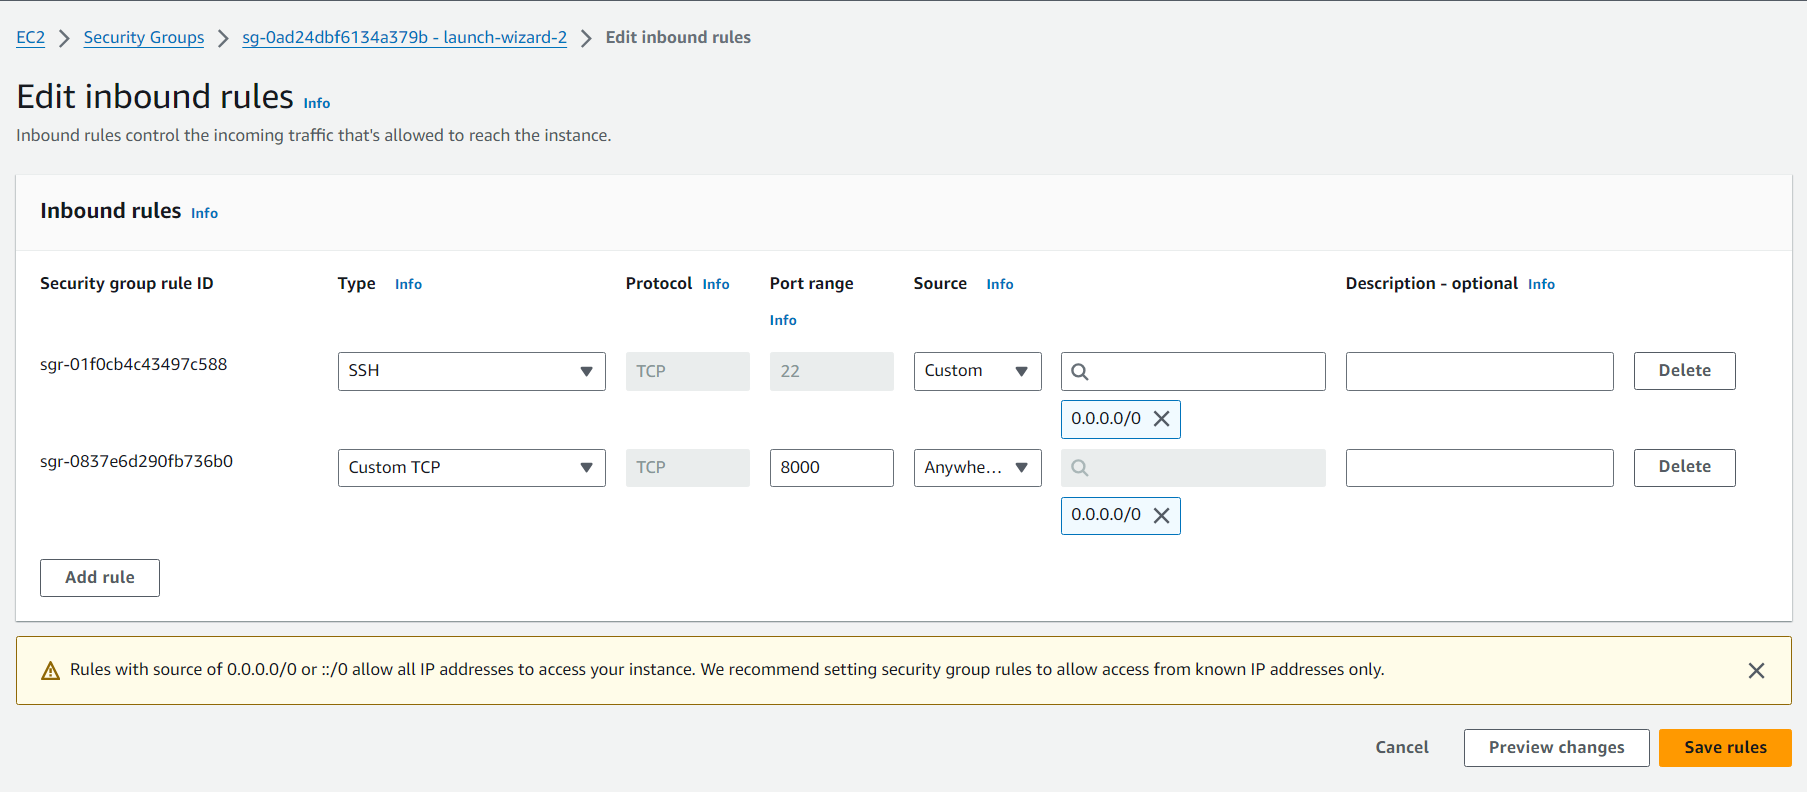 EC2 > Security Groups > sg-0ad24dbf6134a379b - launch-wizard-2 > Edit inbound rules
Edit inbound rules Info
Inbound rules control the incoming traffic that's allowed to reach the instance.
Inbound rules Info
Security group rule ID Type Info Protocol Info Port range Info Source Info Description - optional Info
sgr-01f0cb4c43497c588 SSH TCP 22 Custom Delete
0.0.0.0/0
sgr-0837e6d290fb736b0 Custom TCP TCP 8000 Anywhe... Delete
0.0.0.0/0
Add rule
Rules with source of 0.0.0.0/0 or ::/0 allow all IP addresses to access your instance. We recommend setting security group rules to allow access from known IP addresses only.
Cancel Preview changes Save rules